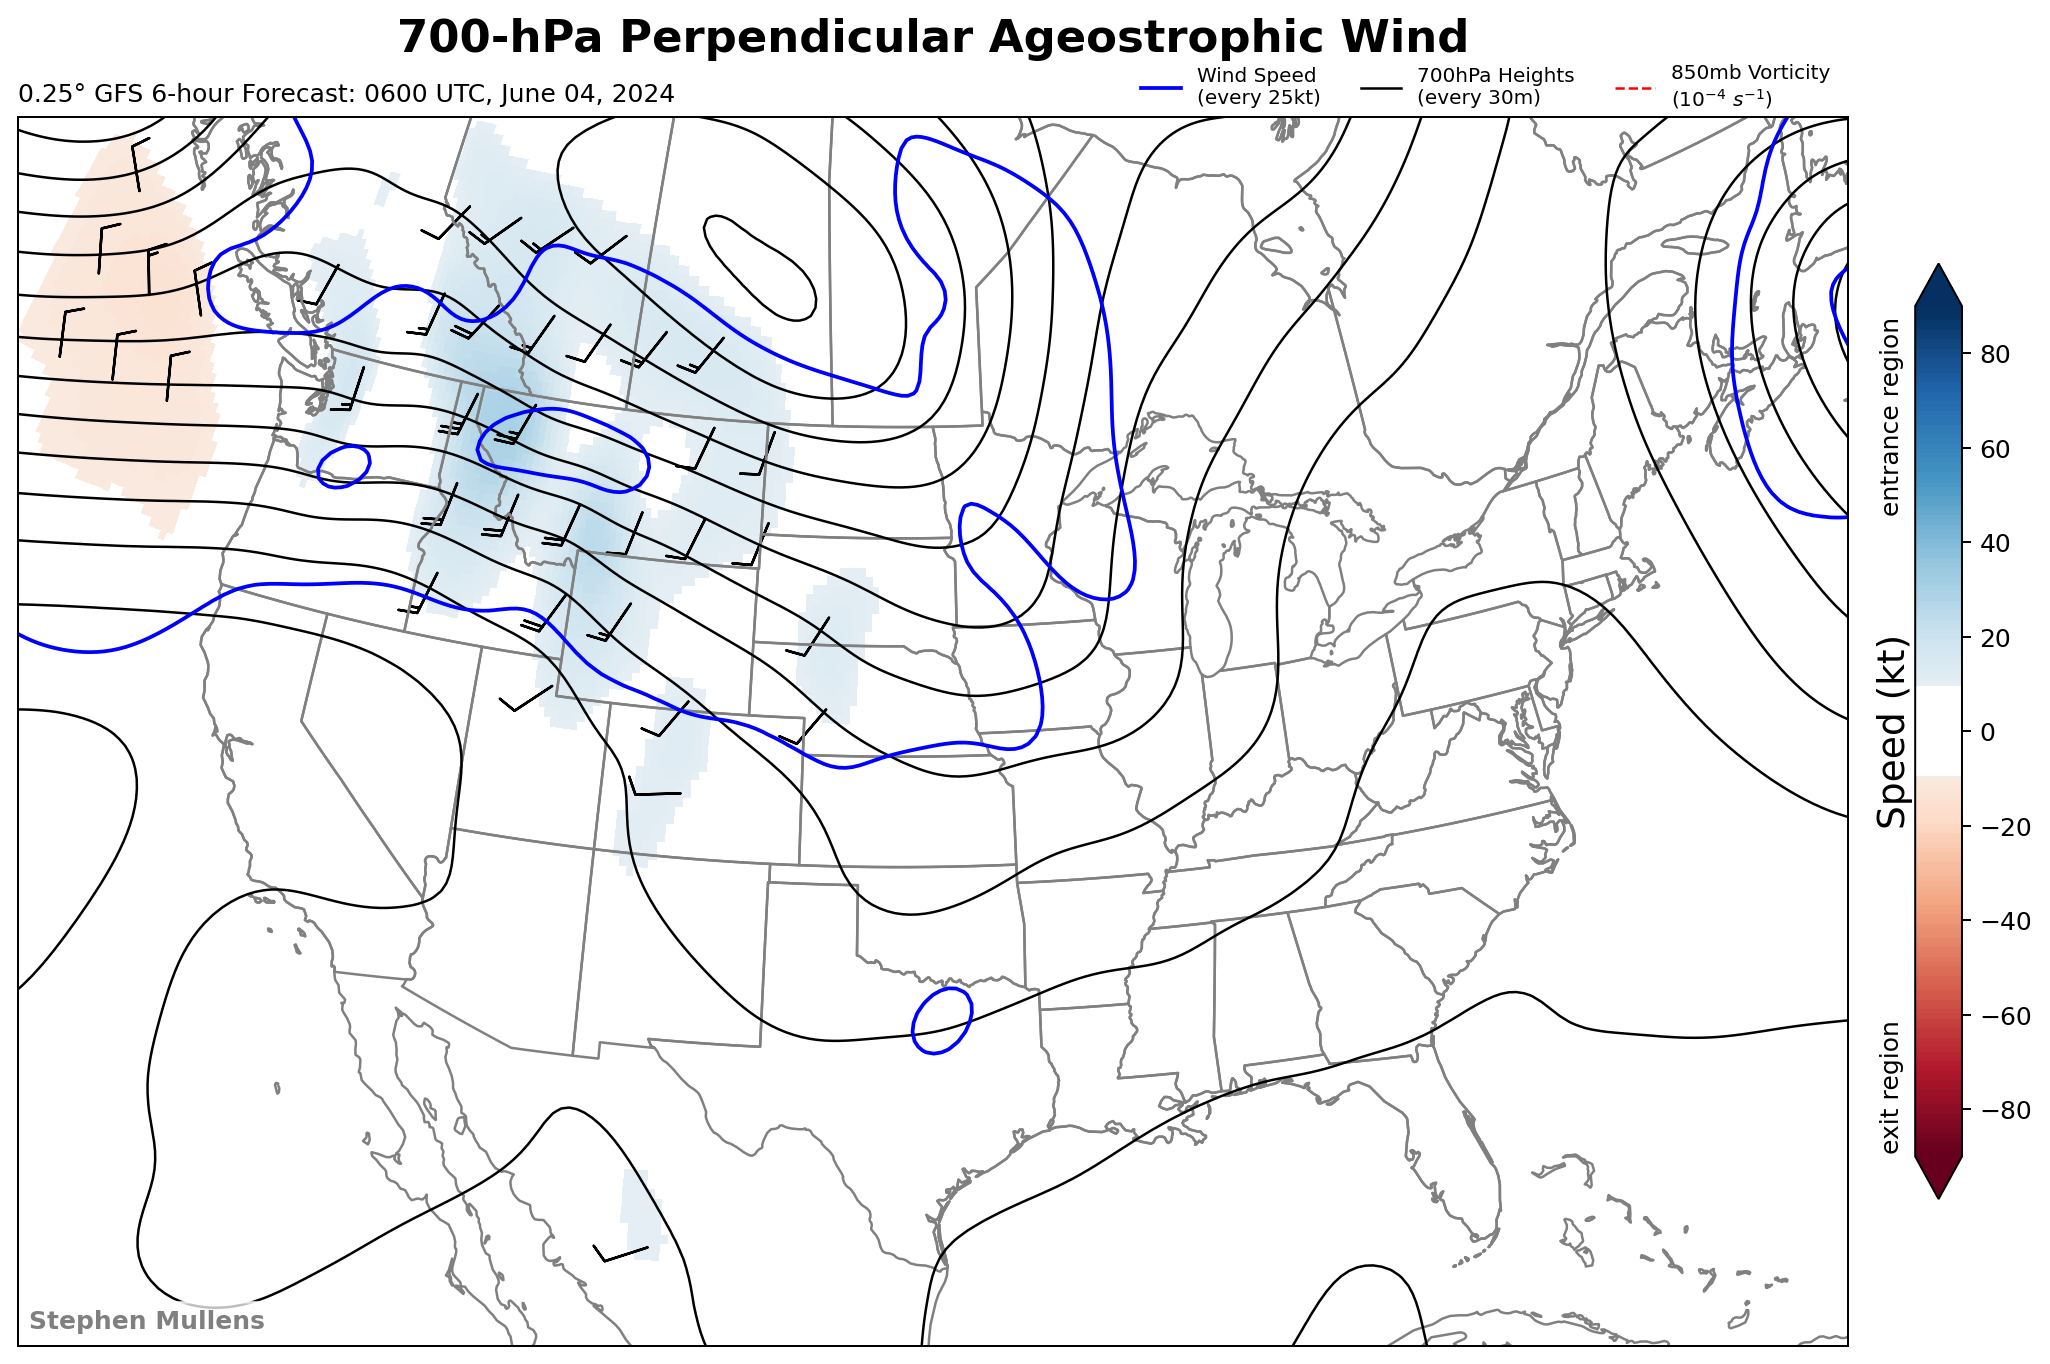 700-hPa Perpendicular Ageostrophic Wind
0.25° GFS 6-hour Forecast: 0600 UTC, June 04, 2024
Wind Speed
(every 25kt)
700hPa Heights
(every 30m)
850mb Vorticity
(10⁻⁴ s⁻¹)
entrance region
exit region
Speed (kt)
80
60
40
20
0
−20
−40
−60
−80
Stephen Mullens